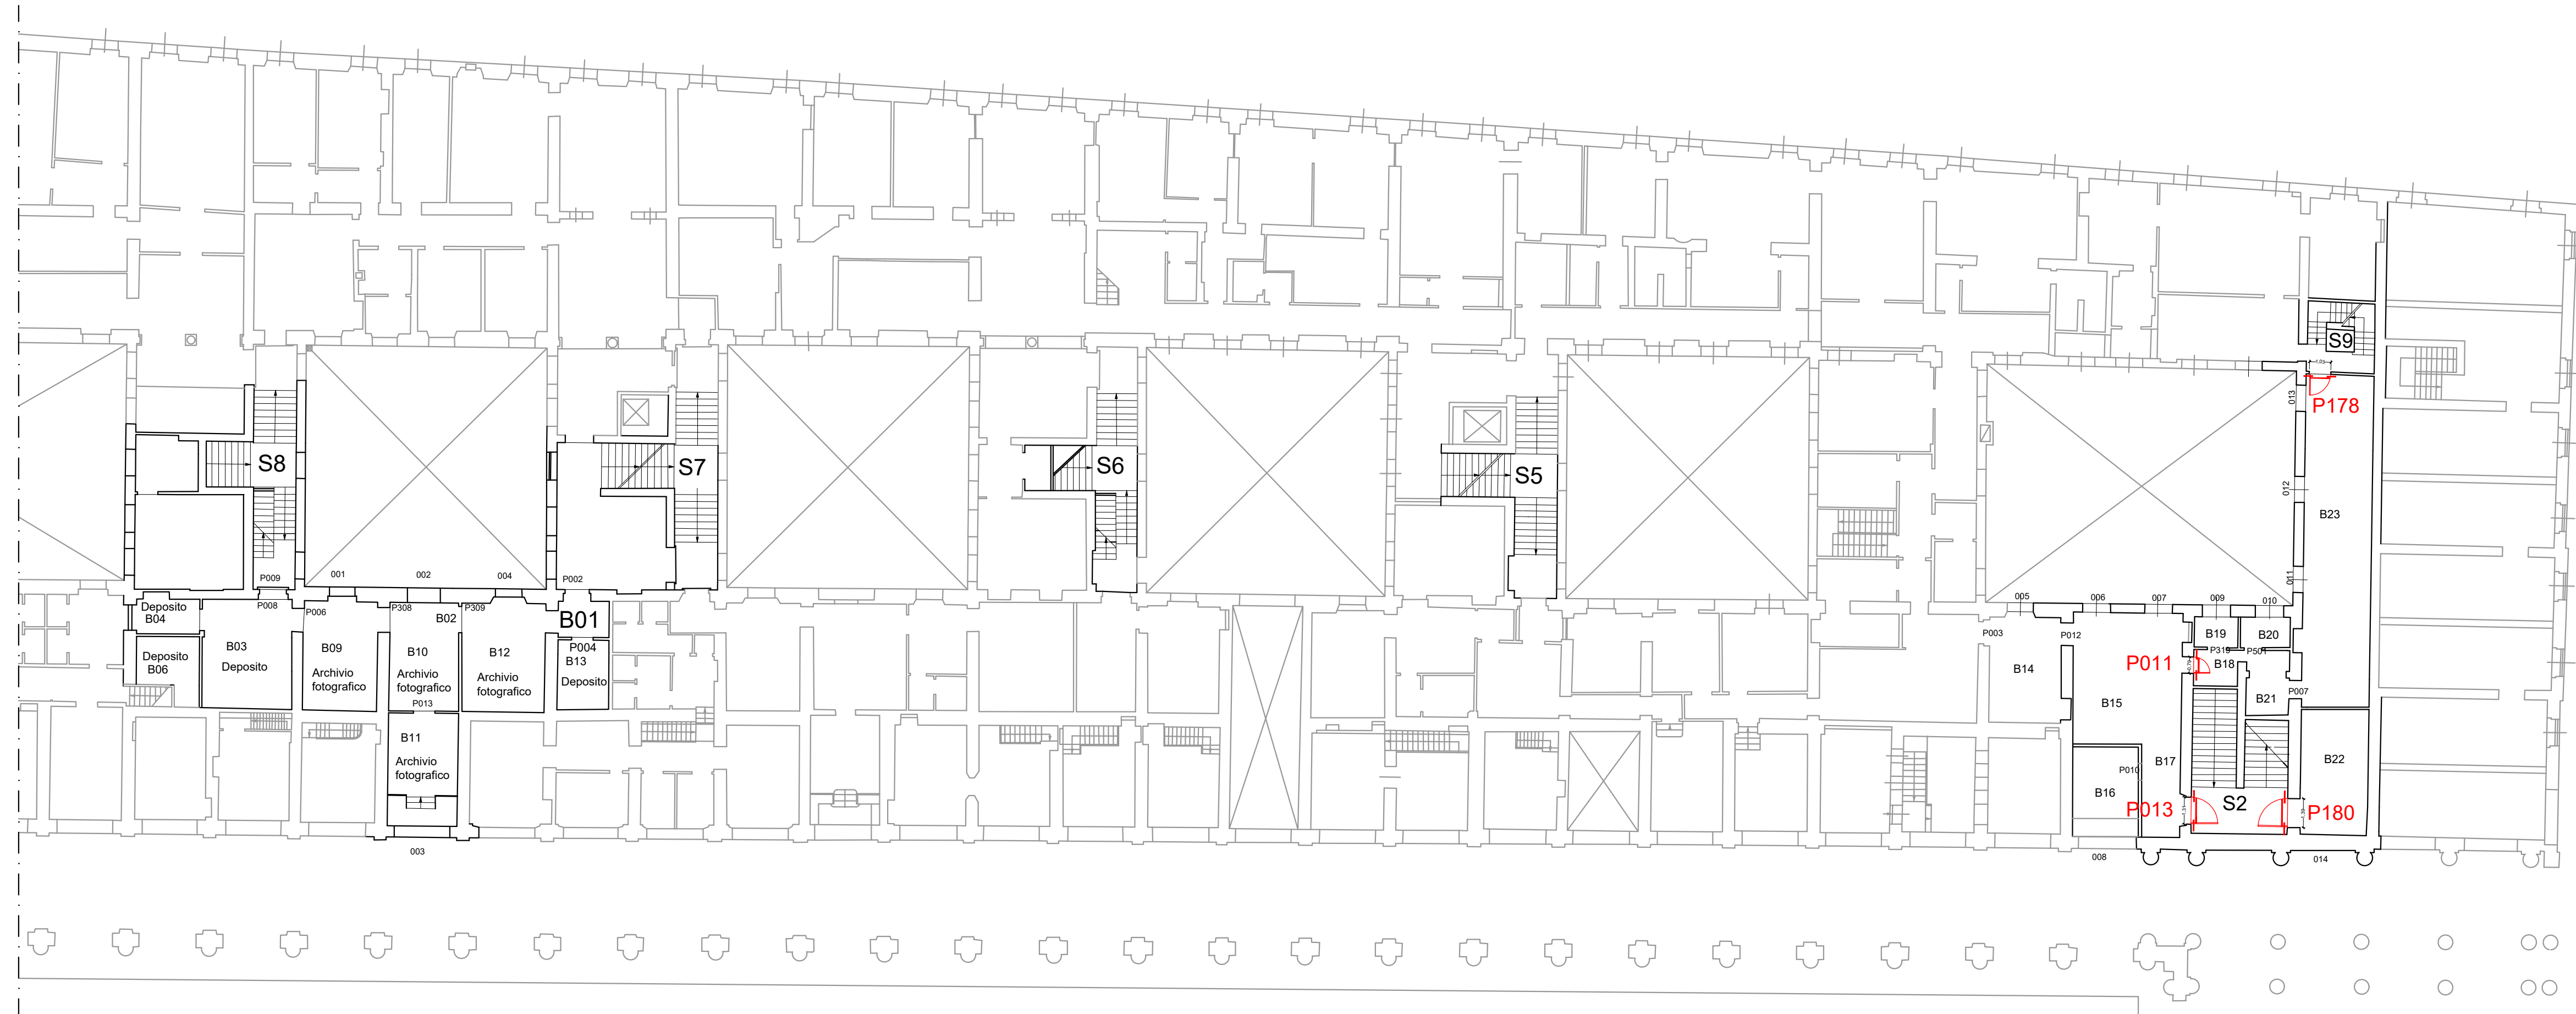 S9
1.03
P178
013
S8
S7
S6
S5
012
B23
011
P009
001
002
004
P002
Deposito
B04
P008
P006
P308
P309
B02
B01
005
006
007
009
010
P003
P012
B19
B20
B03
Deposito
Deposito
B06
B09
Archivio
fotografico
B10
Archivio
fotografico
B12
Archivio
fotografico
P004
B13
Deposito
P319
P501
P011
B18
B14
P007
B21
B15
P013
B11
Archivio
fotografico
B17
P010
B22
B16
S2
P013
P180
003
008
014